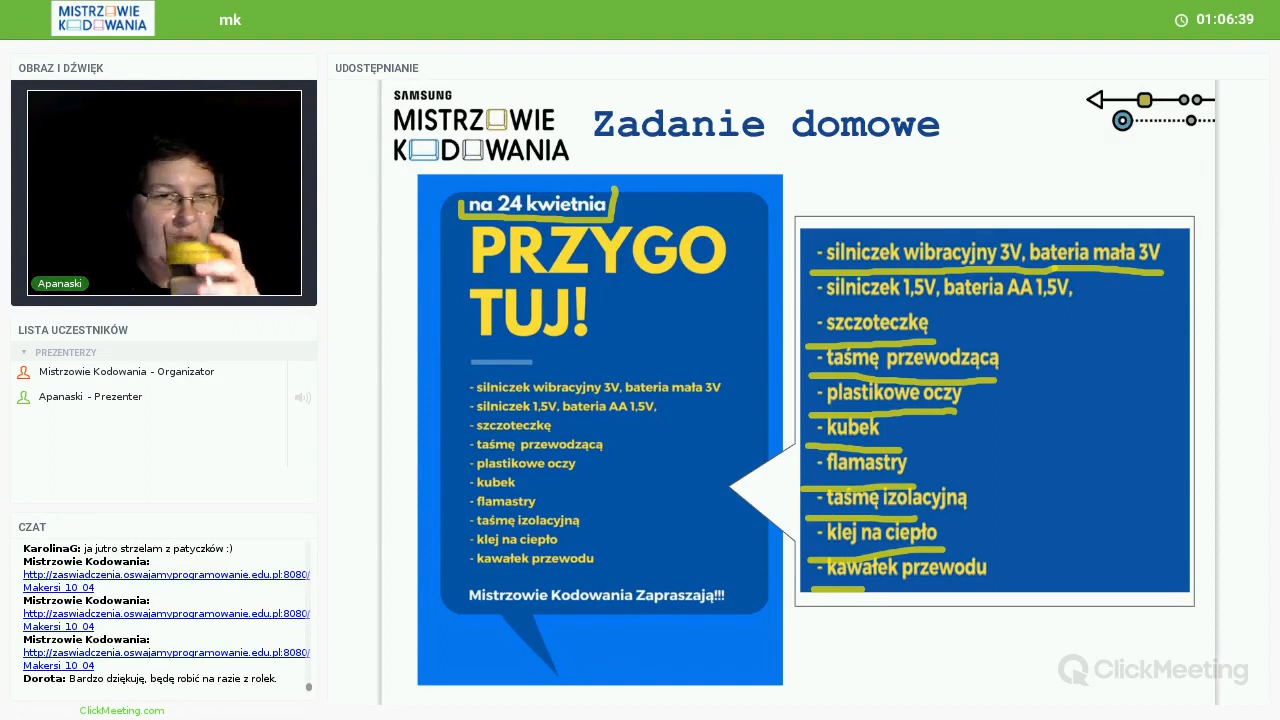 MISTRZOWIE
KODOWANIA
mk
01:06:39
OBRAZ I DŹWIĘK
Apanaski
LISTA UCZESTNIKÓW
PREZENTERZY
Mistrzowie Kodowania - Organizator
Apanaski - Prezenter
CZAT
KarolinaG: ja jutro strzelam z patyczków :)
Mistrzowie Kodowania:
http://zaswiadczenia.oswajamyprogramowanie.edu.pl:8080/
Makersi_10_04
Mistrzowie Kodowania:
http://zaswiadczenia.oswajamyprogramowanie.edu.pl:8080/
Makersi_10_04
Mistrzowie Kodowania:
http://zaswiadczenia.oswajamyprogramowanie.edu.pl:8080/
Makersi_10_04
Dorota: Bardzo dziękuję, będę robić na razie z rolek.
ClickMeeting.com
UDOSTĘPNIANIE
SAMSUNG
MISTRZOWIE
KODOWANIA
Zadanie domowe
na 24 kwietnia
PRZYGO
TUJ!
- silniczek wibracyjny 3V, bateria mała 3V
- silniczek 1,5V, bateria AA 1,5V,
- szczoteczkę
- taśmę przewodzącą
- plastikowe oczy
- kubek
- flamastry
- taśmę izolacyjną
- klej na ciepło
- kawałek przewodu
Mistrzowie Kodowania Zapraszają!!!
- silniczek wibracyjny 3V, bateria mała 3V
- silniczek 1,5V, bateria AA 1,5V,
- szczoteczkę
- taśmę przewodzącą
- plastikowe oczy
- kubek
- flamastry
- taśmę izolacyjną
- klej na ciepło
- kawałek przewodu
ClickMeeting